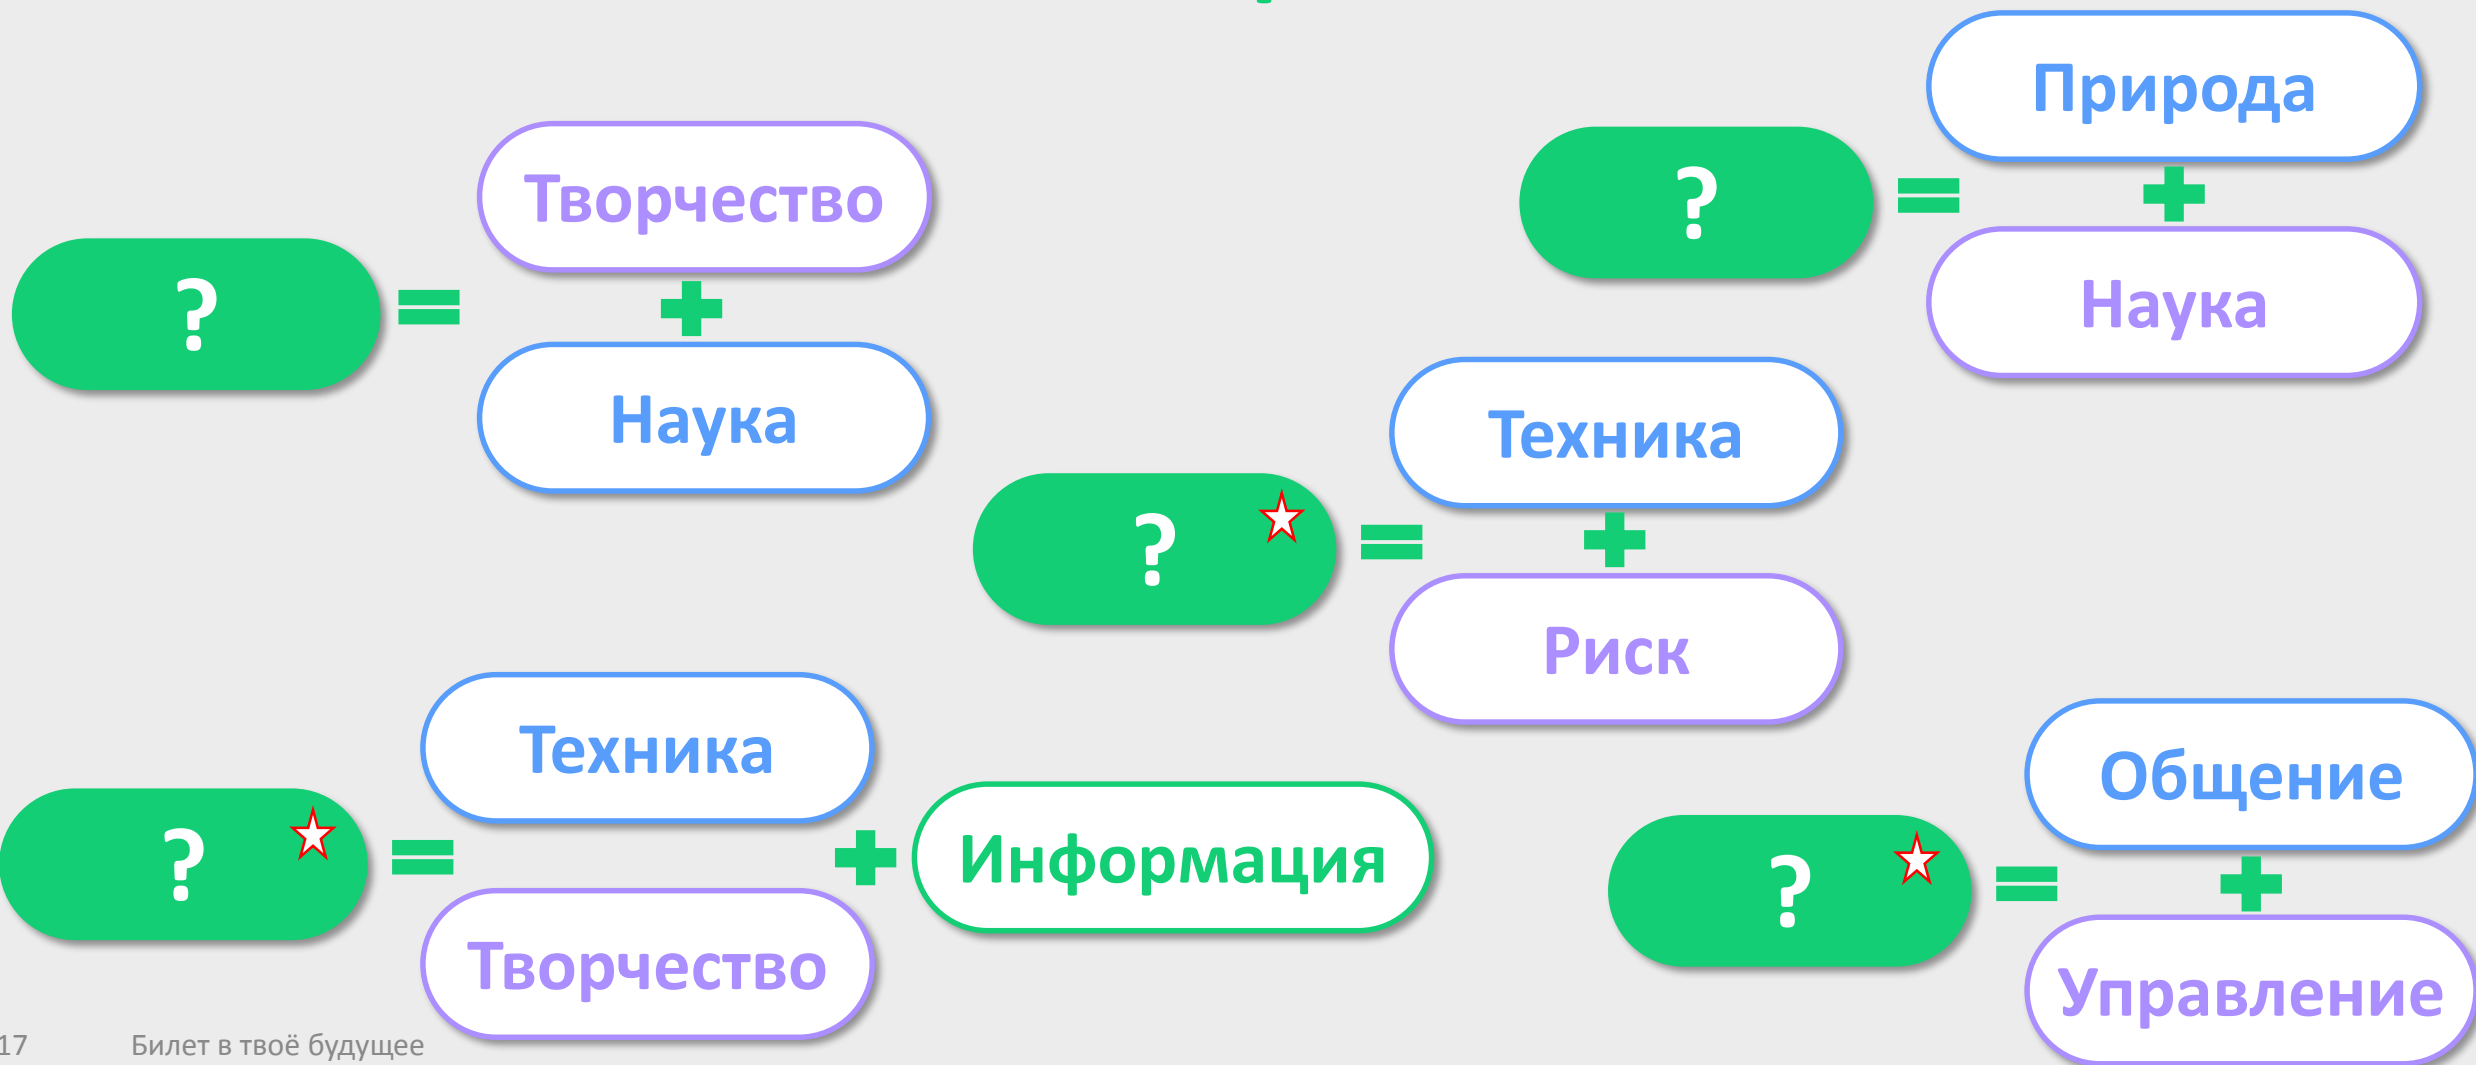 Природа
Творчество
?
?
Наука
Наука
Техника
?
Риск
Техника
Общение
?
Информация
?
Творчество
Управление
17
Билет в твоё будущее